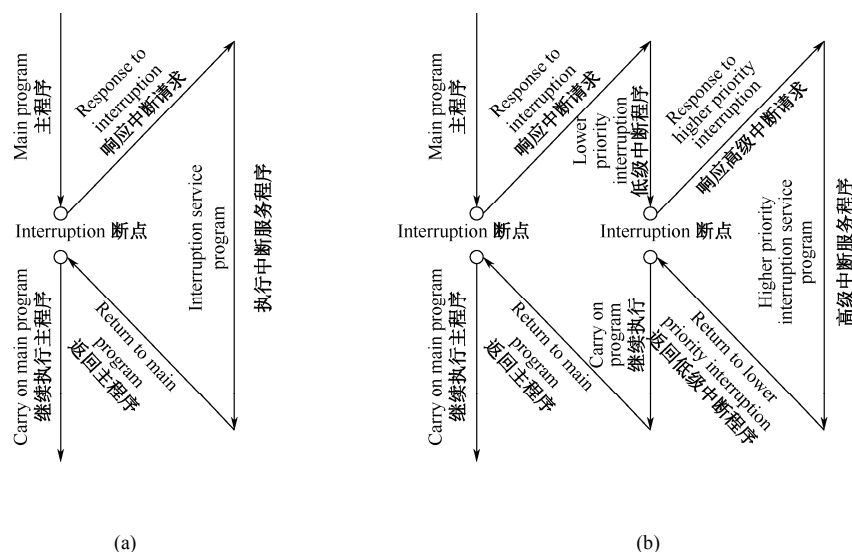 Main program
主程序
Response to
interruption
响应中断请求
Interruption 断点
Interruption service
program
执行中断服务程序
Carry on main program
继续执行主程序
Return to main
program
返回主程序
(a)
Main program
主程序
Response to
interruption
响应中断请求
Lower
priority
interruption
低级中断程序
Response to
higher priority
interruption
响应高级中断请求
Interruption 断点
Interruption 断点
Higher priority
interruption service
program
高级中断服务程序
Carry on main program
继续执行主程序
Return to main
program
返回主程序
Carry on
program
继续执行
Return to lower
priority interruption
返回低级中断程序
(b)